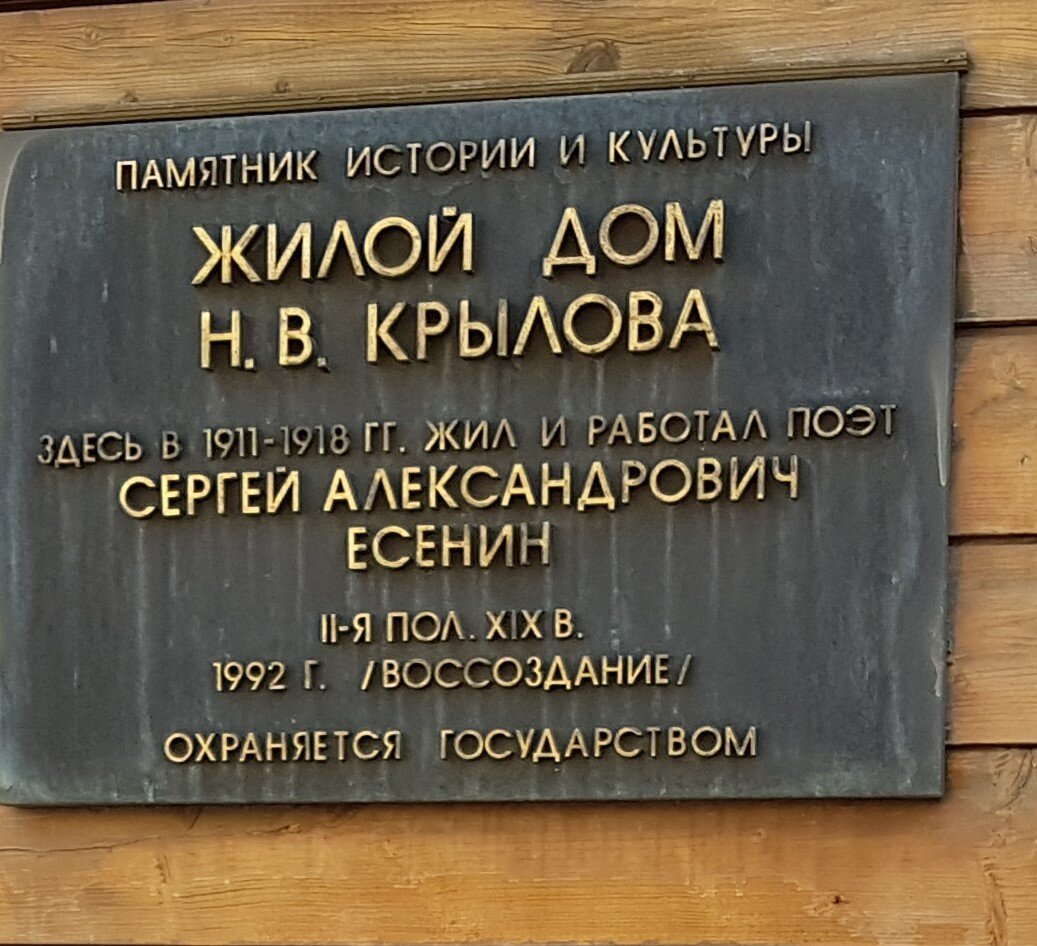 ПАМЯТНИК ИСТОРИИ И КУЛЬТУРЫ
ЖИЛОЙ ДОМ
Н. В. КРЫЛОВА
ЗДЕСЬ В 1911-1918 ГГ. ЖИЛ И РАБОТАЛ ПОЭТ
СЕРГЕЙ АЛЕКСАНДРОВИЧ
ЕСЕНИН
II-Я ПОЛ. XIX В.
1992 Г. /ВОССОЗДАНИЕ/
ОХРАНЯЕТСЯ ГОСУДАРСТВОМ